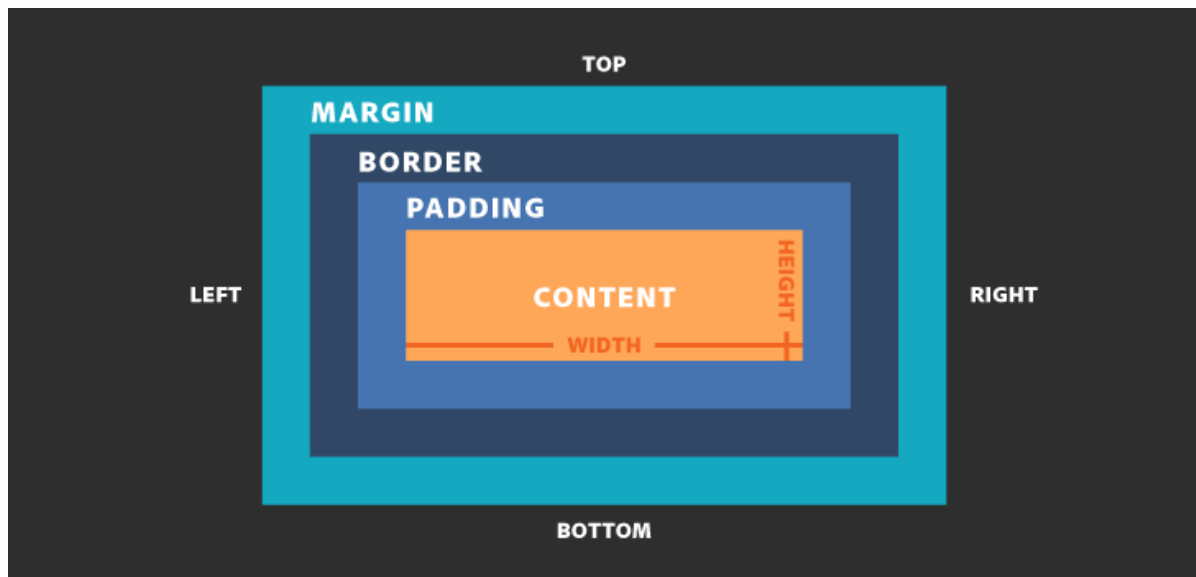 TOP
MARGIN
BORDER
PADDING
HEIGHT
LEFT
CONTENT
RIGHT
WIDTH
BOTTOM